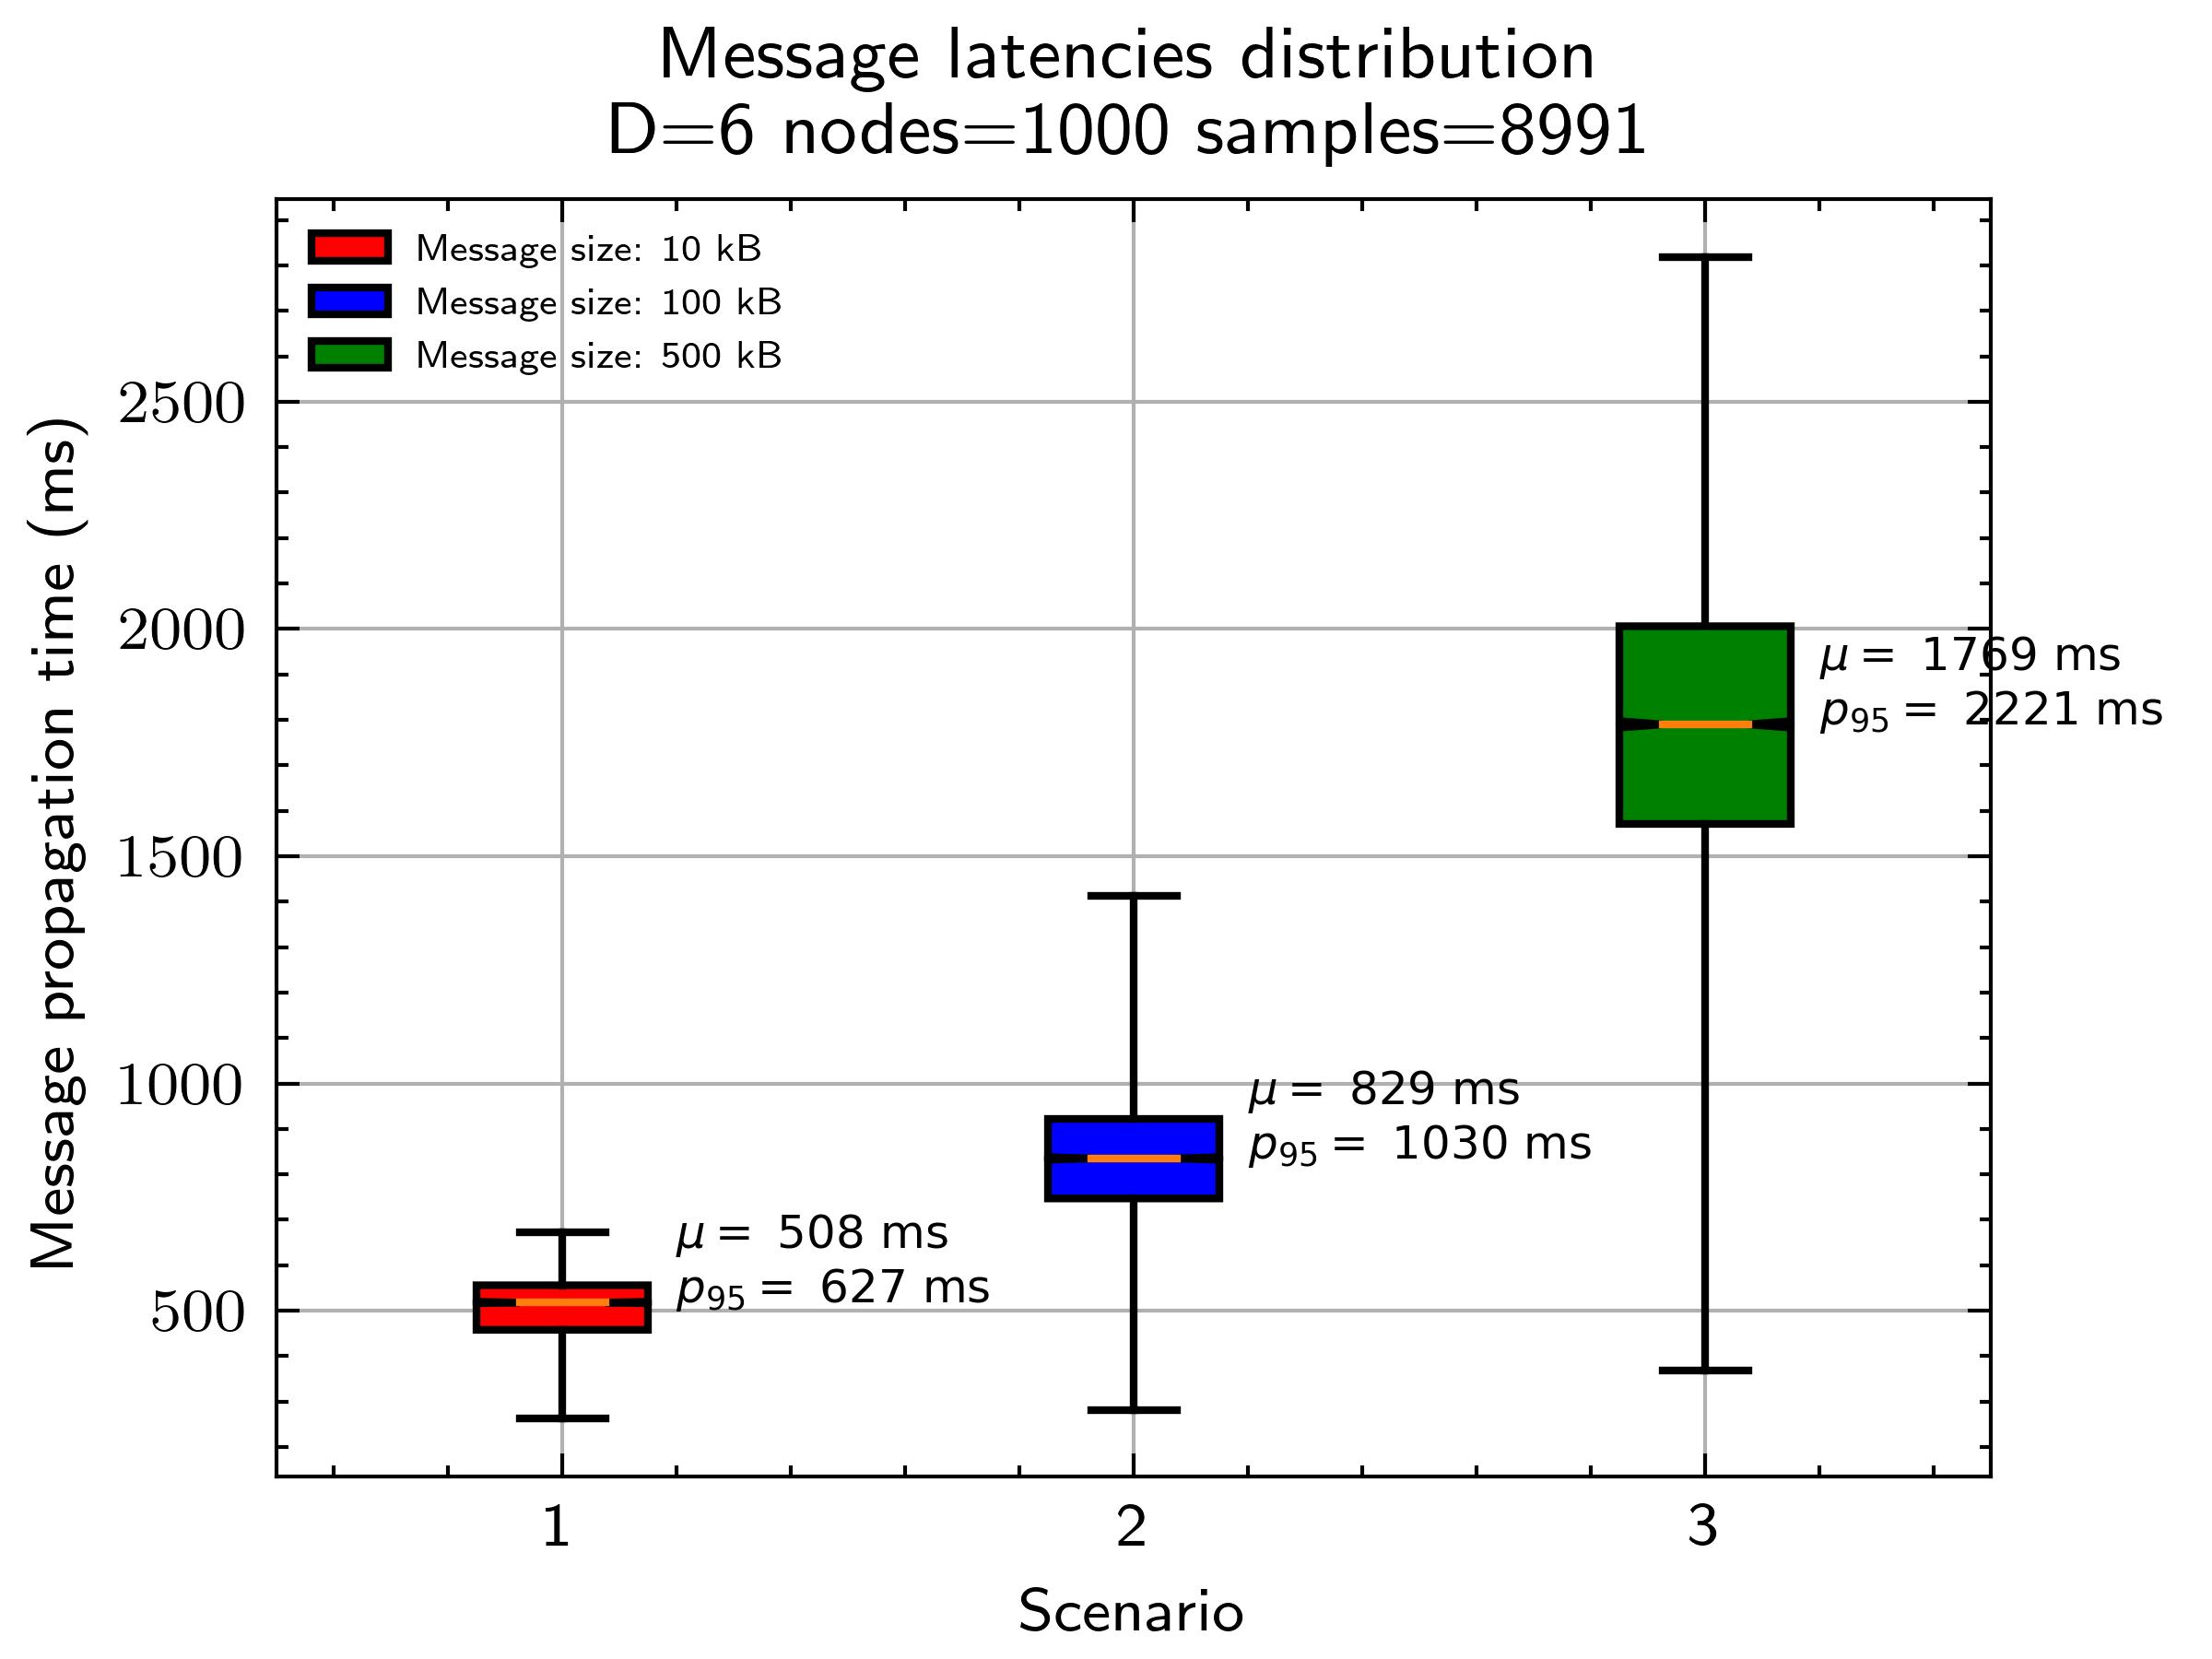 Message latencies distribution
D=6 nodes=1000 samples=8991
Message size: 10 kB
Message size: 100 kB
Message size: 500 kB
Message propagation time (ms)
2500
2000
1500
1000
500
μ = 1769 ms
p95 = 2221 ms
μ = 829 ms
p95 = 1030 ms
μ = 508 ms
p95 = 627 ms
1 2 3
Scenario